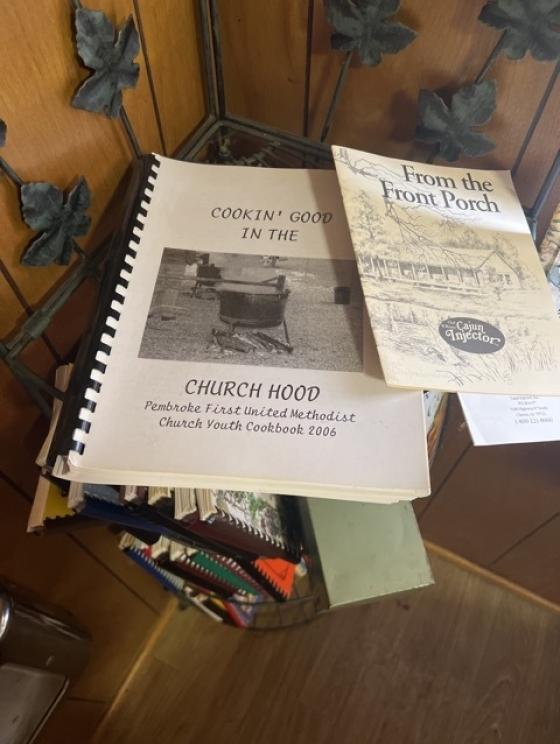 COOKIN' GOOD
IN THE
CHURCH HOOD
Pembroke First United Methodist
Church Youth Cookbook 2006
From the
Front Porch
Cajun
Injector